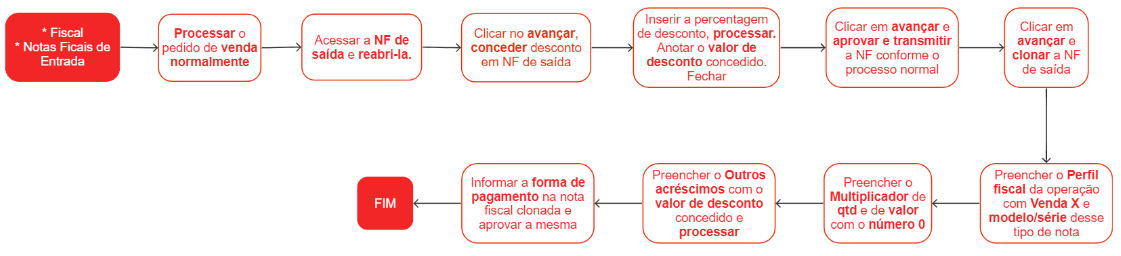 * Fiscal
* Notas Ficais de
Entrada
Processar o
pedido de venda
normalmente
Acessar a NF de
saída e reabri-la.
Clicar no avançar,
conceder desconto
em NF de saída
Inserir a percentagem
de desconto, processar.
Anotar o valor de
desconto concedido.
Fechar
Clicar em avançar e
aprovar e transmitir
a NF conforme o
processo normal
Clicar em
avançar e
clonar a NF
de saída
Preencher o Perfil
fiscal da operação
com Venda X e
modelo/série desse
tipo de nota
Preencher o
Multiplicador de
qtd e de valor
com o número 0
Preencher o Outros
acréscimos com o
valor de desconto
concedido e
processar
Informar a forma de
pagamento na nota
fiscal clonada e
aprovar a mesma
FIM